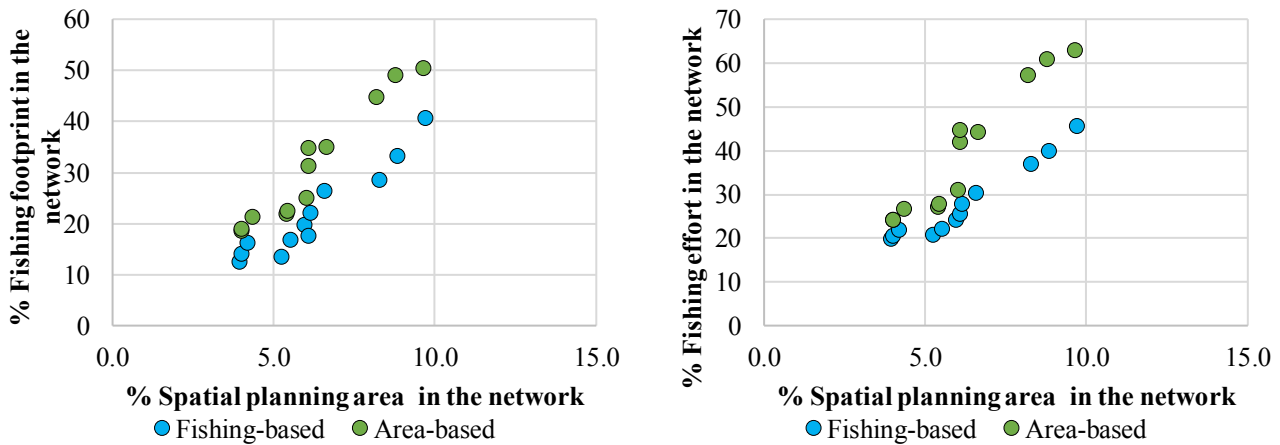 % Fishing footprint in the
network
60
50
40
30
20
10
0
0.0 5.0 10.0 15.0
% Spatial planning area in the network
Fishing-based Area-based
% Fishing effort in the network
70
60
50
40
30
20
10
0
0.0 5.0 10.0 15.0
% Spatial planning area in the network
Fishing-based Area-based